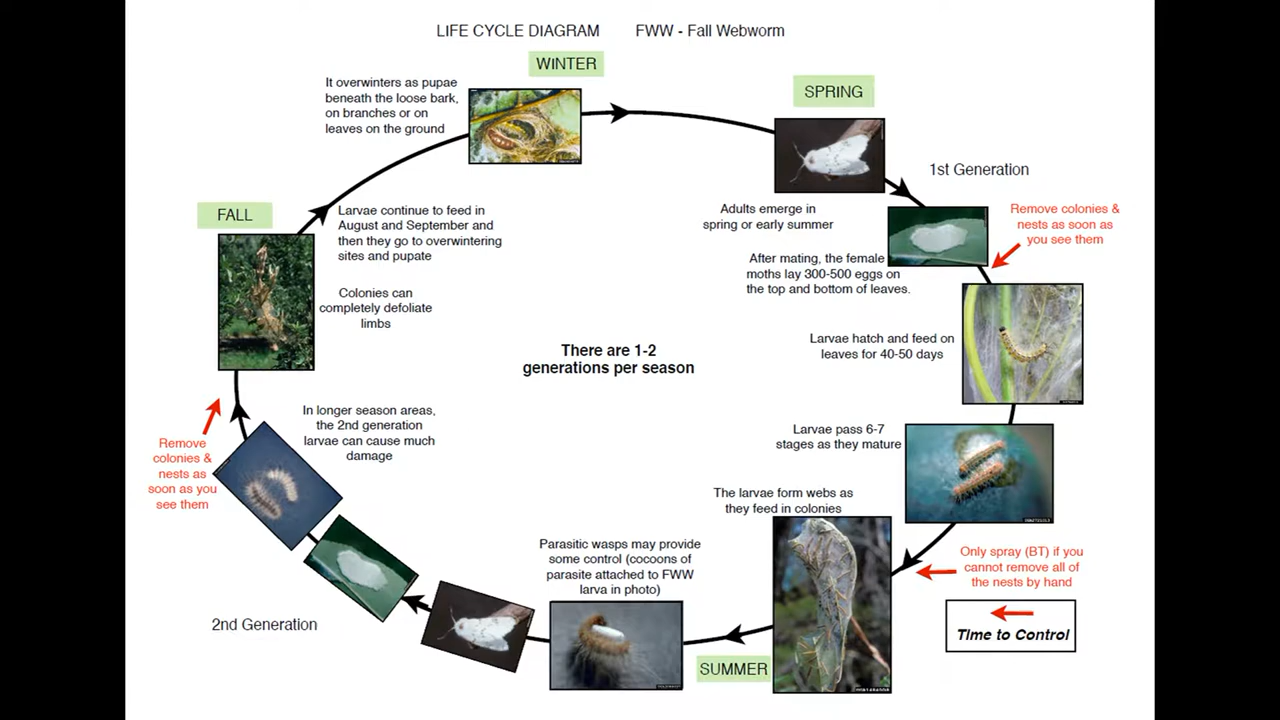 LIFE CYCLE DIAGRAM FWW - Fall Webworm
WINTER
It overwinters as pupae
beneath the loose bark,
on branches or on
leaves on the ground
SPRING
1st Generation
Adults emerge in
spring or early summer
Remove colonies &
nests as soon as
you see them
After mating, the female
moths lay 300-500 eggs on
the top and bottom of leaves.
Larvae hatch and feed on
leaves for 40-50 days
Larvae pass 6-7
stages as they mature
The larvae form webs as
they feed in colonies
Only spray (BT) if you
cannot remove all of
the nests by hand
Time to Control
SUMMER
Parasitic wasps may provide
some control (cocoons of
parasite attached to FWW
larva in photo)
2nd Generation
In longer season areas,
the 2nd generation
larvae can cause much
damage
Remove
colonies &
nests as
soon as you
see them
FALL
Larvae continue to feed in
August and September and
then they go to overwintering
sites and pupate
Colonies can
completely defoliate
limbs
There are 1-2
generations per season